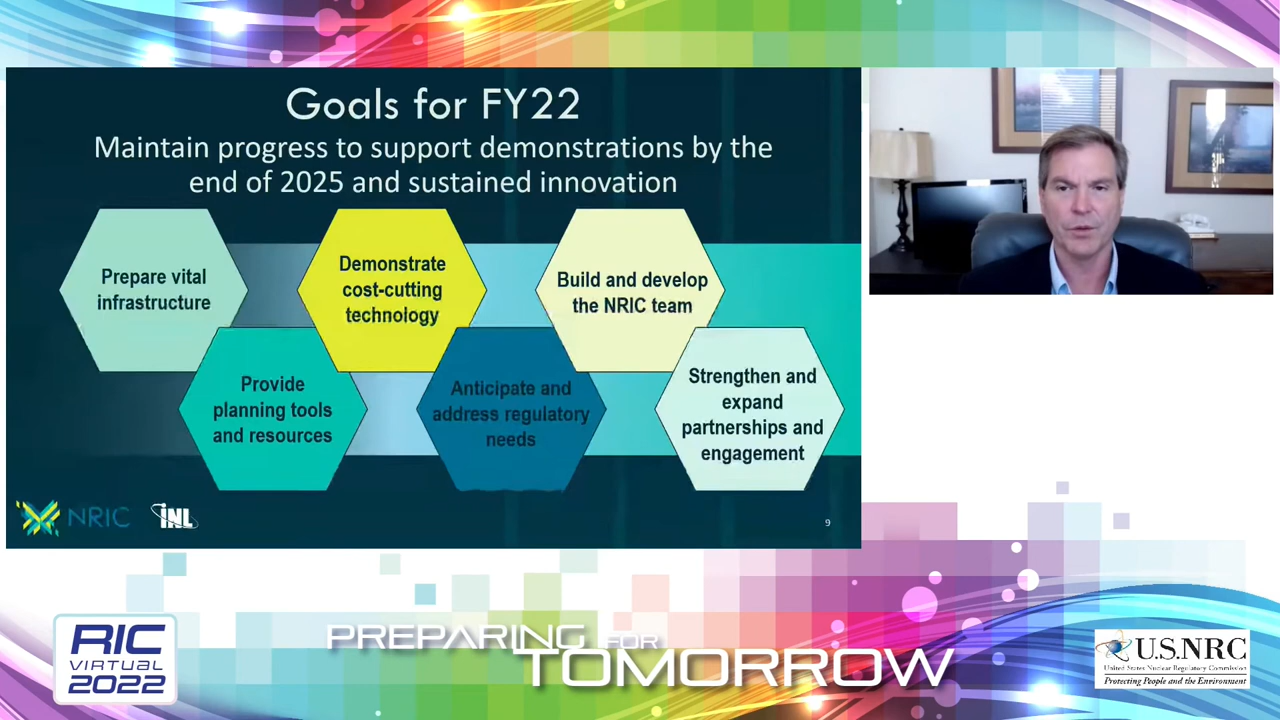 Goals for FY22
Maintain progress to support demonstrations by the
end of 2025 and sustained innovation
Prepare vital
infrastructure
Demonstrate
cost-cutting
technology
Build and develop
the NRIC team
Provide
planning tools
and resources
Anticipate and
address regulatory
needs
Strengthen and
expand
partnerships and
engagement
NRIC
INL
9
RIC
VIRTUAL
2022
PREPARING FOR
TOMORROW
U.S.NRC
United States Nuclear Regulatory Commission
Protecting People and the Environment